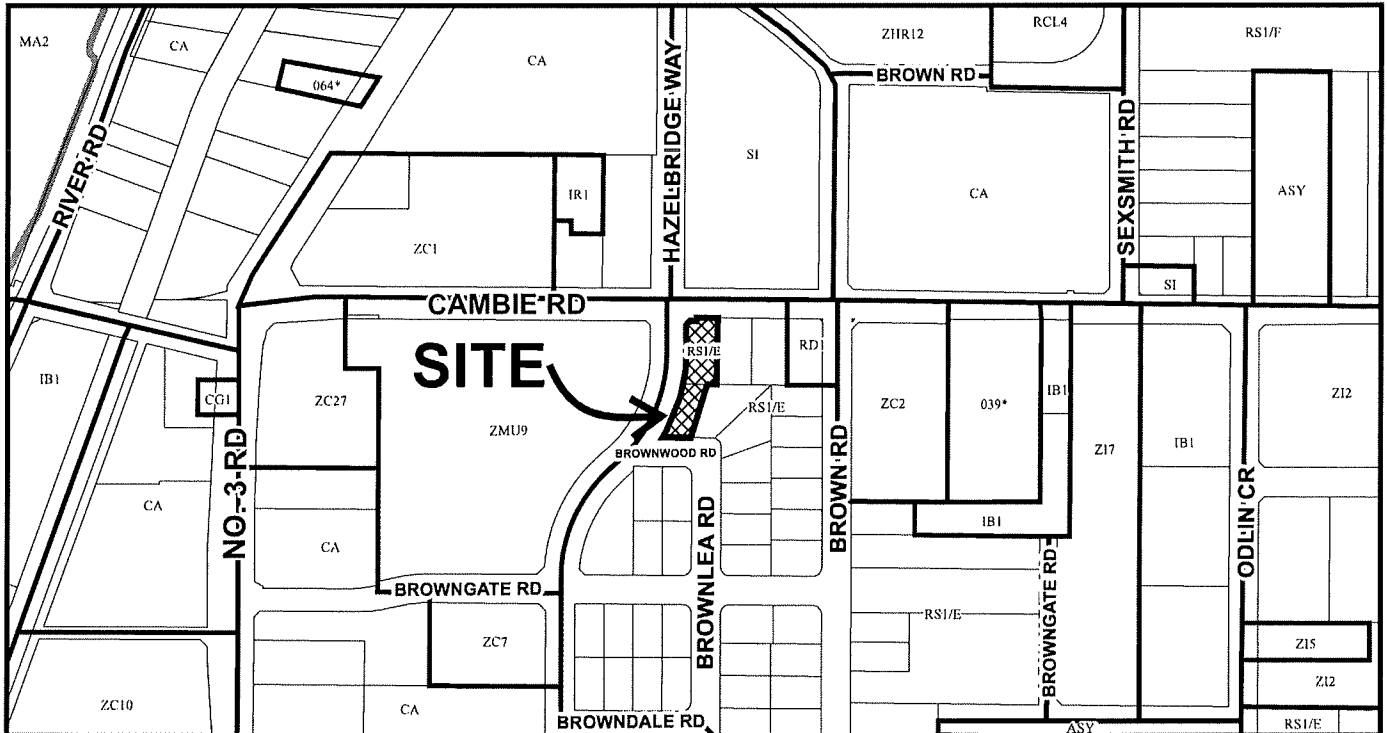 MA2
CA
064*
CA
HAZELBRIDGE WAY
ZHR12
RCL4
RS1/F
BROWN RD
SEXSMITH RD
RIVER RD
SI
IR1
CA
ASY
ZC1
SI
CAMBIE RD
SITE
RS1/E
RD1
IB1
CG1
ZC27
ZMU9
RS1/E
ZC2
039*
IB1
ZI7
IB1
ZI2
BROWNWOOD RD
NO. 3 RD
CA
BROWNLEA RD
BROWN RD
IB1
ODLIN CR
CA
BROWNGATE RD
BROWNGATE RD
RS1/E
ZC7
ZI5
ZI2
ZC10
CA
BROWNDALE RD
ASY
RS1/E